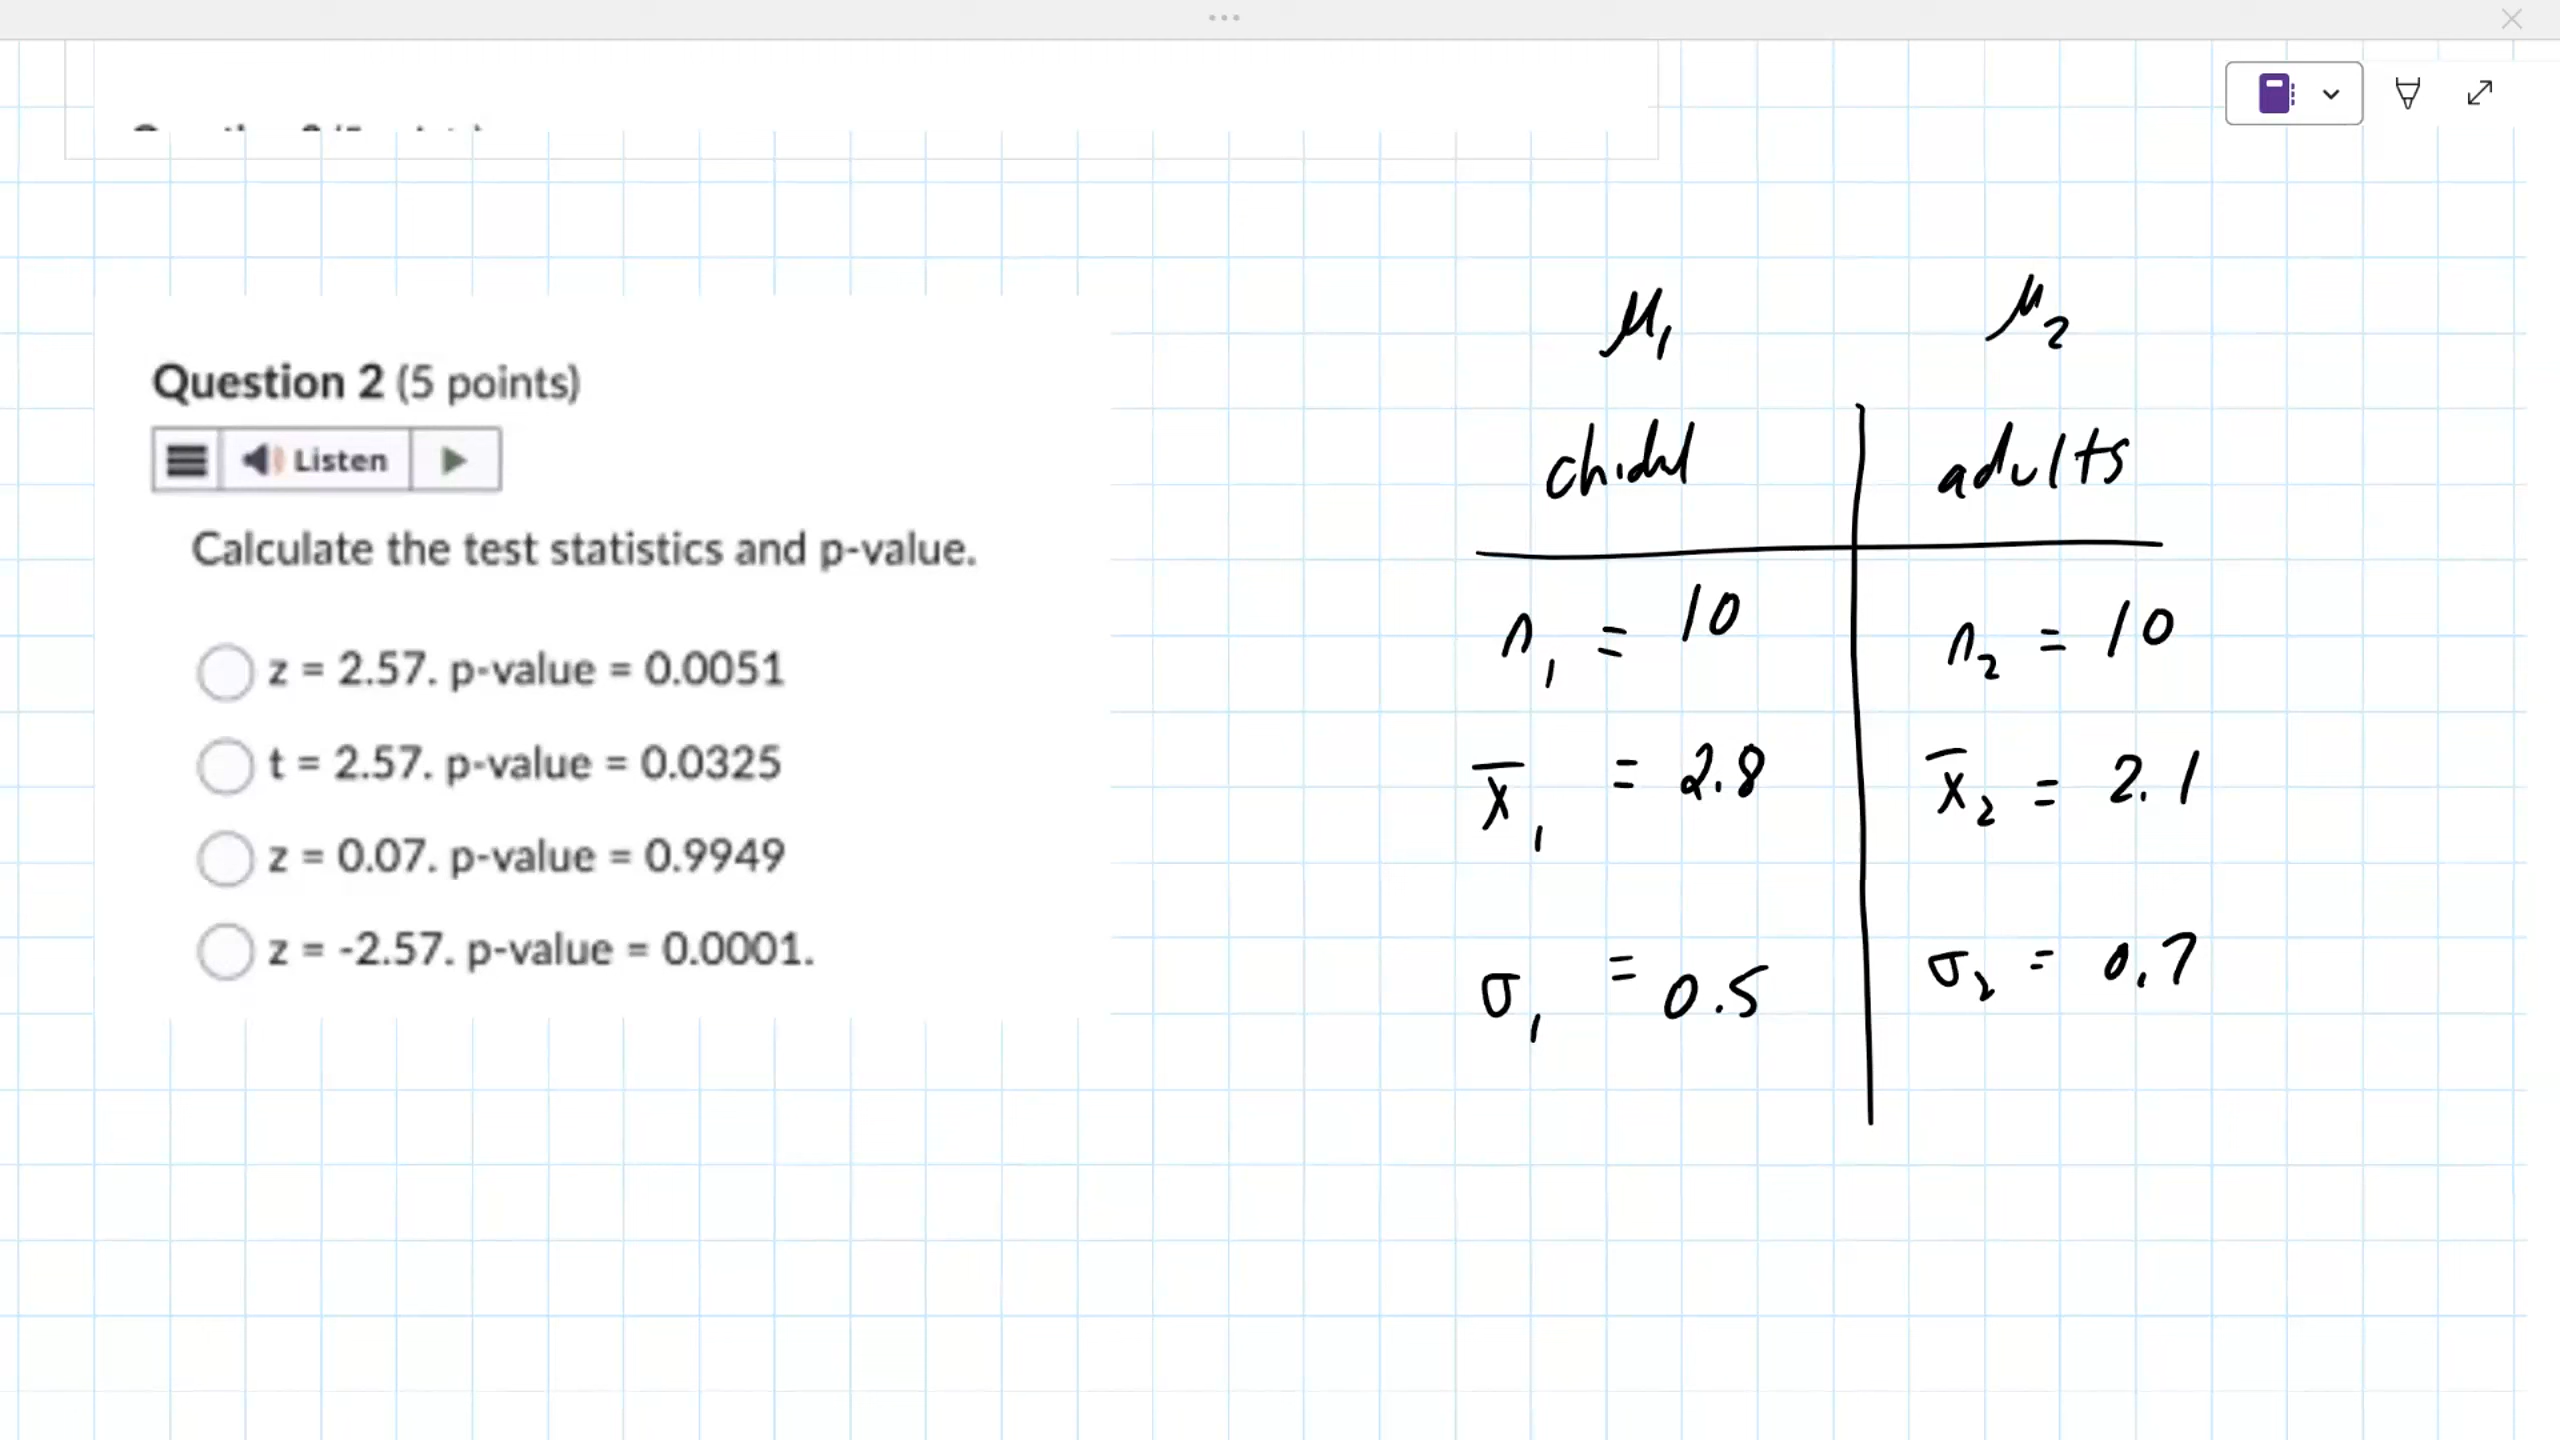 Question 2 (5 points)
Listen
Calculate the test statistics and p-value.
z = 2.57. p-value = 0.0051
t = 2.57. p-value = 0.0325
z = 0.07. p-value = 0.9949
z = -2.57. p-value = 0.0001.
μ₁ μ₂
adults
n₁ = 10 n₂ = 10
x̄₁ = 2.8 x̄₂ = 2.1
σ₁ = 0.5 σ₂ = 0.7